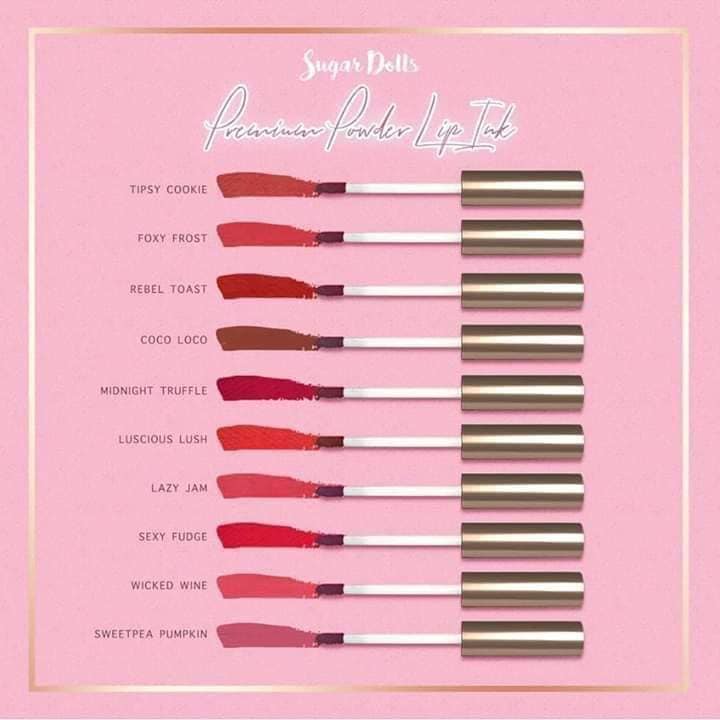 Sugar Dolls
Premium Powder Lip Ink
TIPSY COOKIE
FOXY FROST
REBEL TOAST
COCO LOCO
MIDNIGHT TRUFFLE
LUSCIOUS LUSH
LAZY JAM
SEXY FUDGE
WICKED WINE
SWEETPEA PUMPKIN